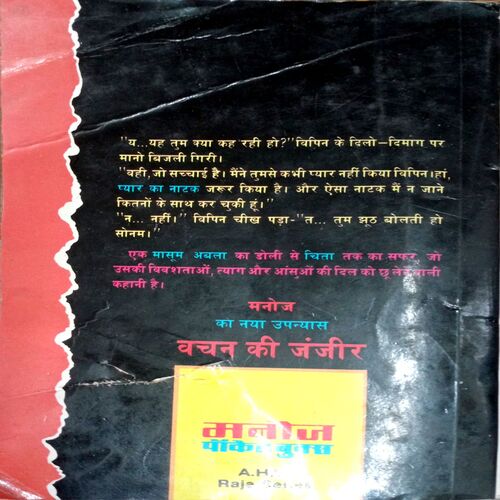 "य...यह तुम क्या कह रही हो?" विपिन के दिलो-दिमाग पर
मानो बिजली गिरी।
"वही, जो सच्चाई है। मैंने तुमसे कभी प्यार नहीं किया विपिन। हां,
प्यार का नाटक जरूर किया है। और ऐसा नाटक मैं न जाने
कितनों के साथ कर चुकी हूं।"
"न... नहीं।" विपिन चीख पड़ा-"त... तुम झूठ बोलती हो
सोनम।"
एक मासूम अबला का डोली से चिता तक का सफर, जो
उसकी विवशताओं, त्याग और आंसुओं की दिल को छू लेने वाली
कहानी है।
मनोज
का नया उपन्यास
वचन की जंजीर
मनोज
पॉकेट बुक्स
A.H.
Raja